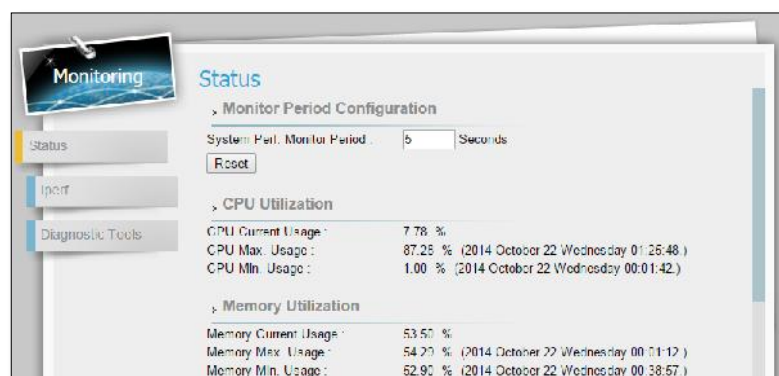 Monitoring
Status
Iperf
Diagnostic Tools
Status
Monitor Period Configuration
System Perf. Monitor Period : 5 Seconds
Reset
CPU Utilization
CPU Current Usage : 7.78 %
CPU Max. Usage : 87.28 % (2014 October 22 Wednesday 01:25:48.)
CPU Min. Usage : 1.00 % (2014 October 22 Wednesday 00:01:42.)
Memory Utilization
Memory Current Usage : 53.50 %
Memory Max. Usage : 54.29 % (2014 October 22 Wednesday 00:01:12.)
Memory Min. Usage : 52.90 % (2014 October 22 Wednesday 00:38:57.)